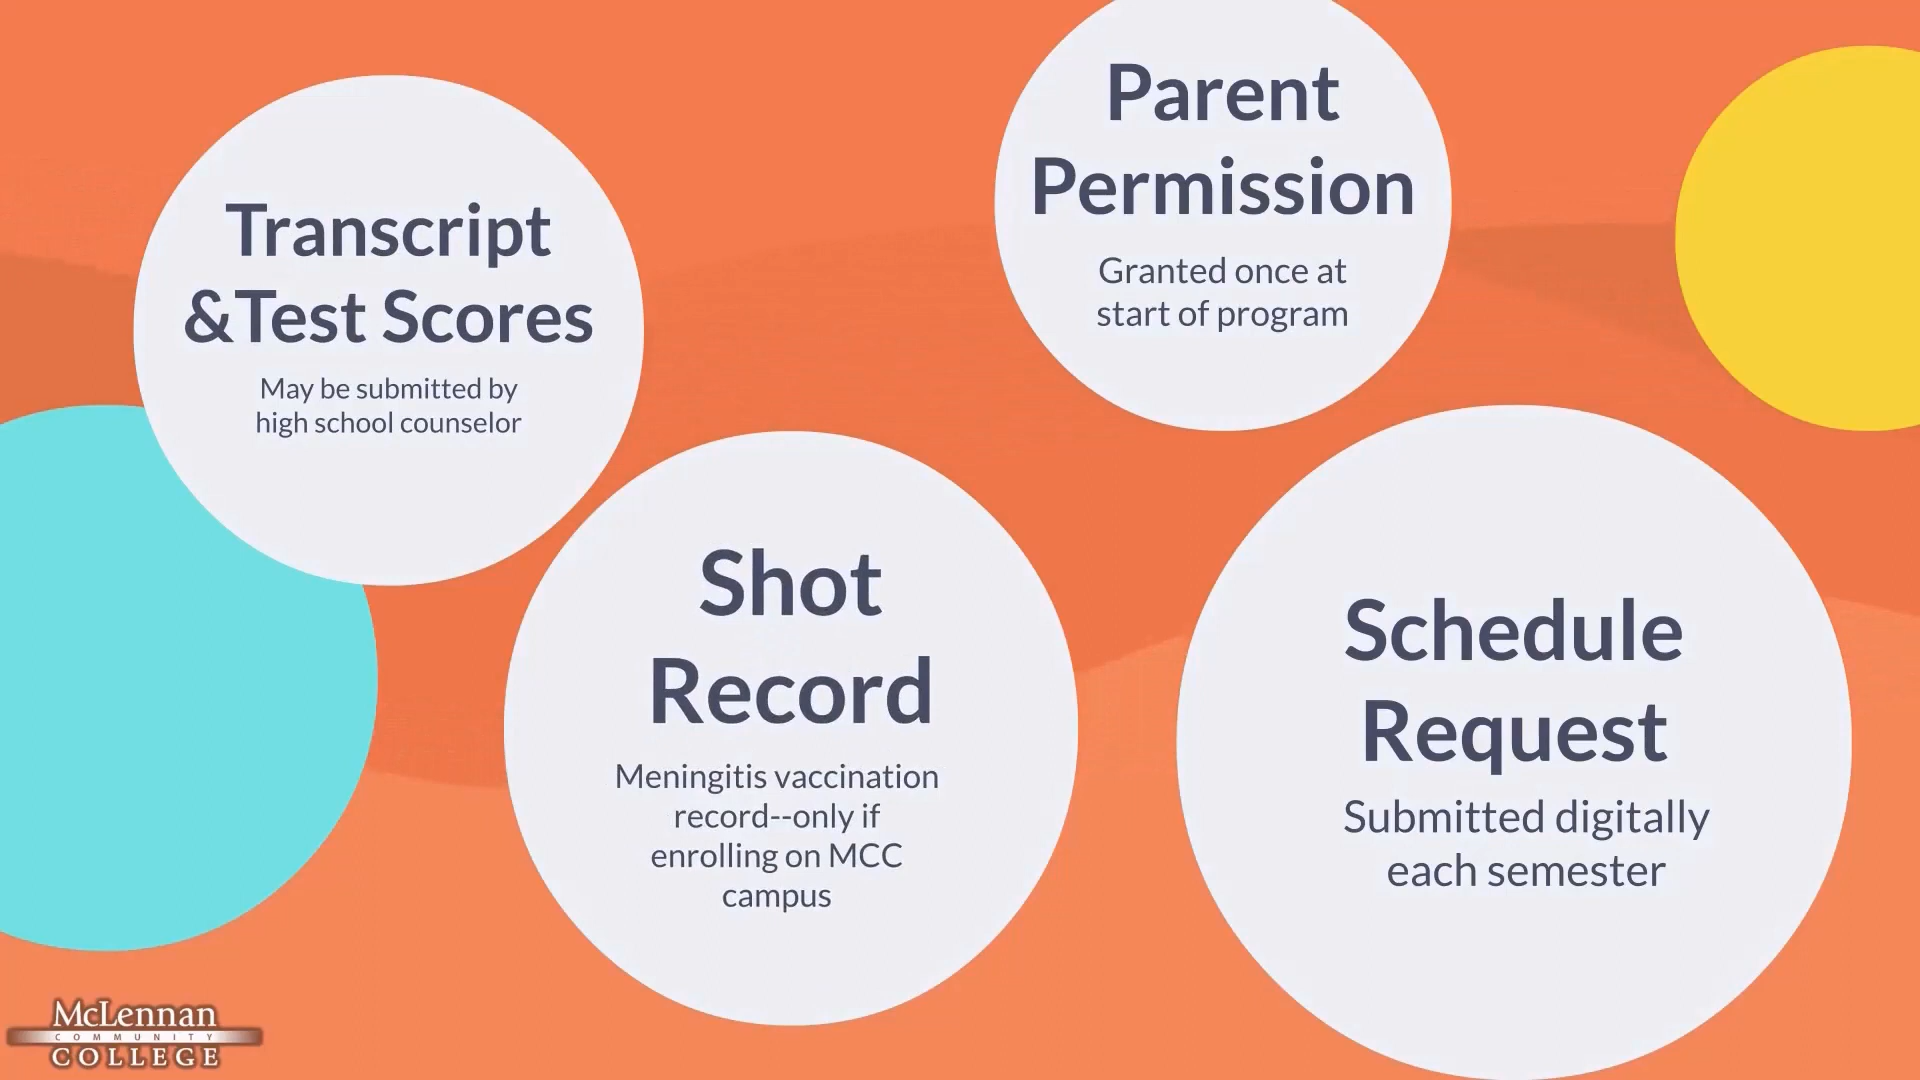 Transcript
&Test Scores
May be submitted by
high school counselor
Parent
Permission
Granted once at
start of program
Shot
Record
Meningitis vaccination
record--only if
enrolling on MCC
campus
Schedule
Request
Submitted digitally
each semester
McLennan
COMMUNITY
COLLEGE